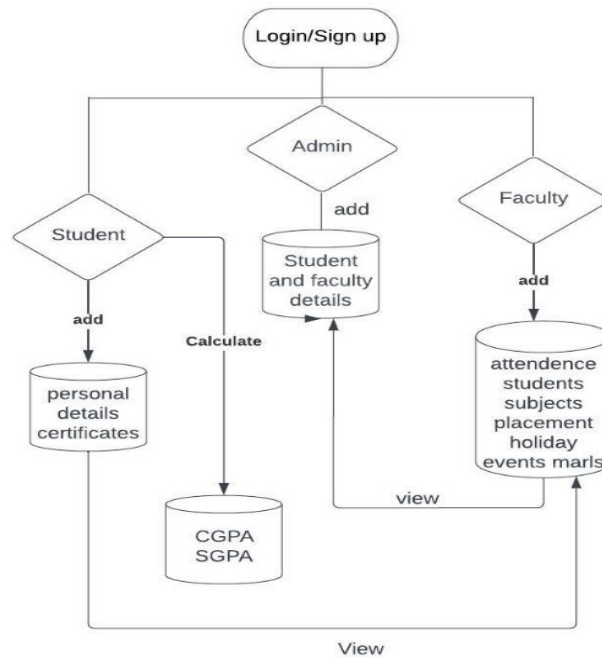 Login/Sign up
Admin
Faculty
Student
add
Student
and faculty
details
add
add
Calculate
attendence
students
subjects
placement
holiday
events marls
personal
details
certificates
view
CGPA
SGPA
View